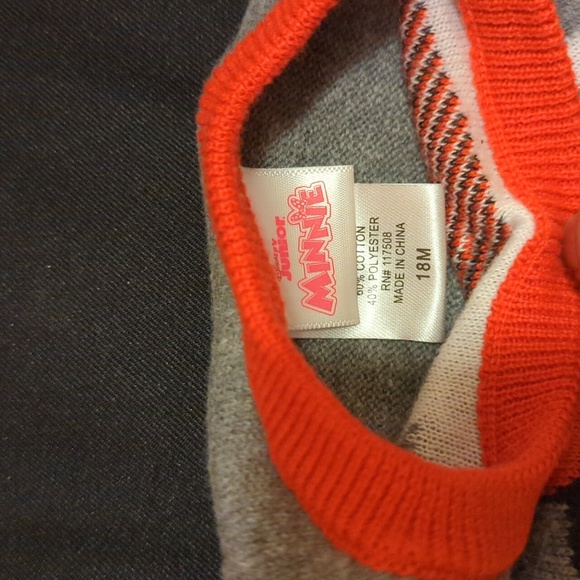 Disney
Junior
MINNIE
60% COTTON
40% POLYESTER
RN# 117508
MADE IN CHINA
18M